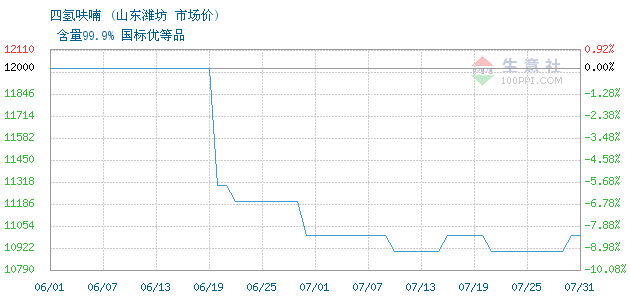 四氢呋喃 (山东潍坊 市场价)
含量99.9% 国标优等品
12110 0.92%
12000 0.00%
11846 -1.28%
11714 -2.38%
11582 -3.48%
11450 -4.58%
11318 -5.68%
11186 -6.78%
11054 -7.88%
10922 -8.98%
10790 -10.08%
生意社
100PPI.COM
06/01 06/07 06/13 06/19 06/25 07/01 07/07 07/13 07/19 07/25 07/31